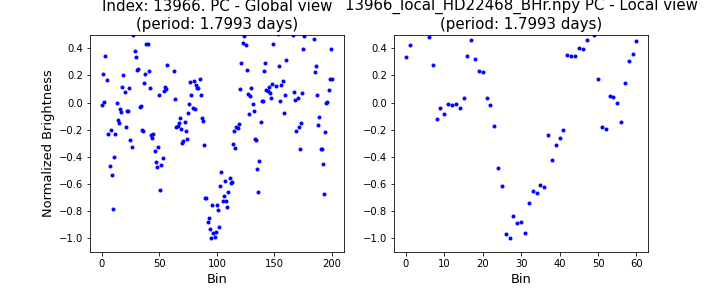 Index: 13966. PC - Global view
(period: 1.7993 days)
13966_local_HD22468_BHr.npy PC - Local view
(period: 1.7993 days)
Normalized Brightness
0.4
0.2
0.0
−0.2
−0.4
−0.6
−0.8
−1.0
0 50 100 150 200
Bin
0.4
0.2
0.0
−0.2
−0.4
−0.6
−0.8
−1.0
0 10 20 30 40 50 60
Bin